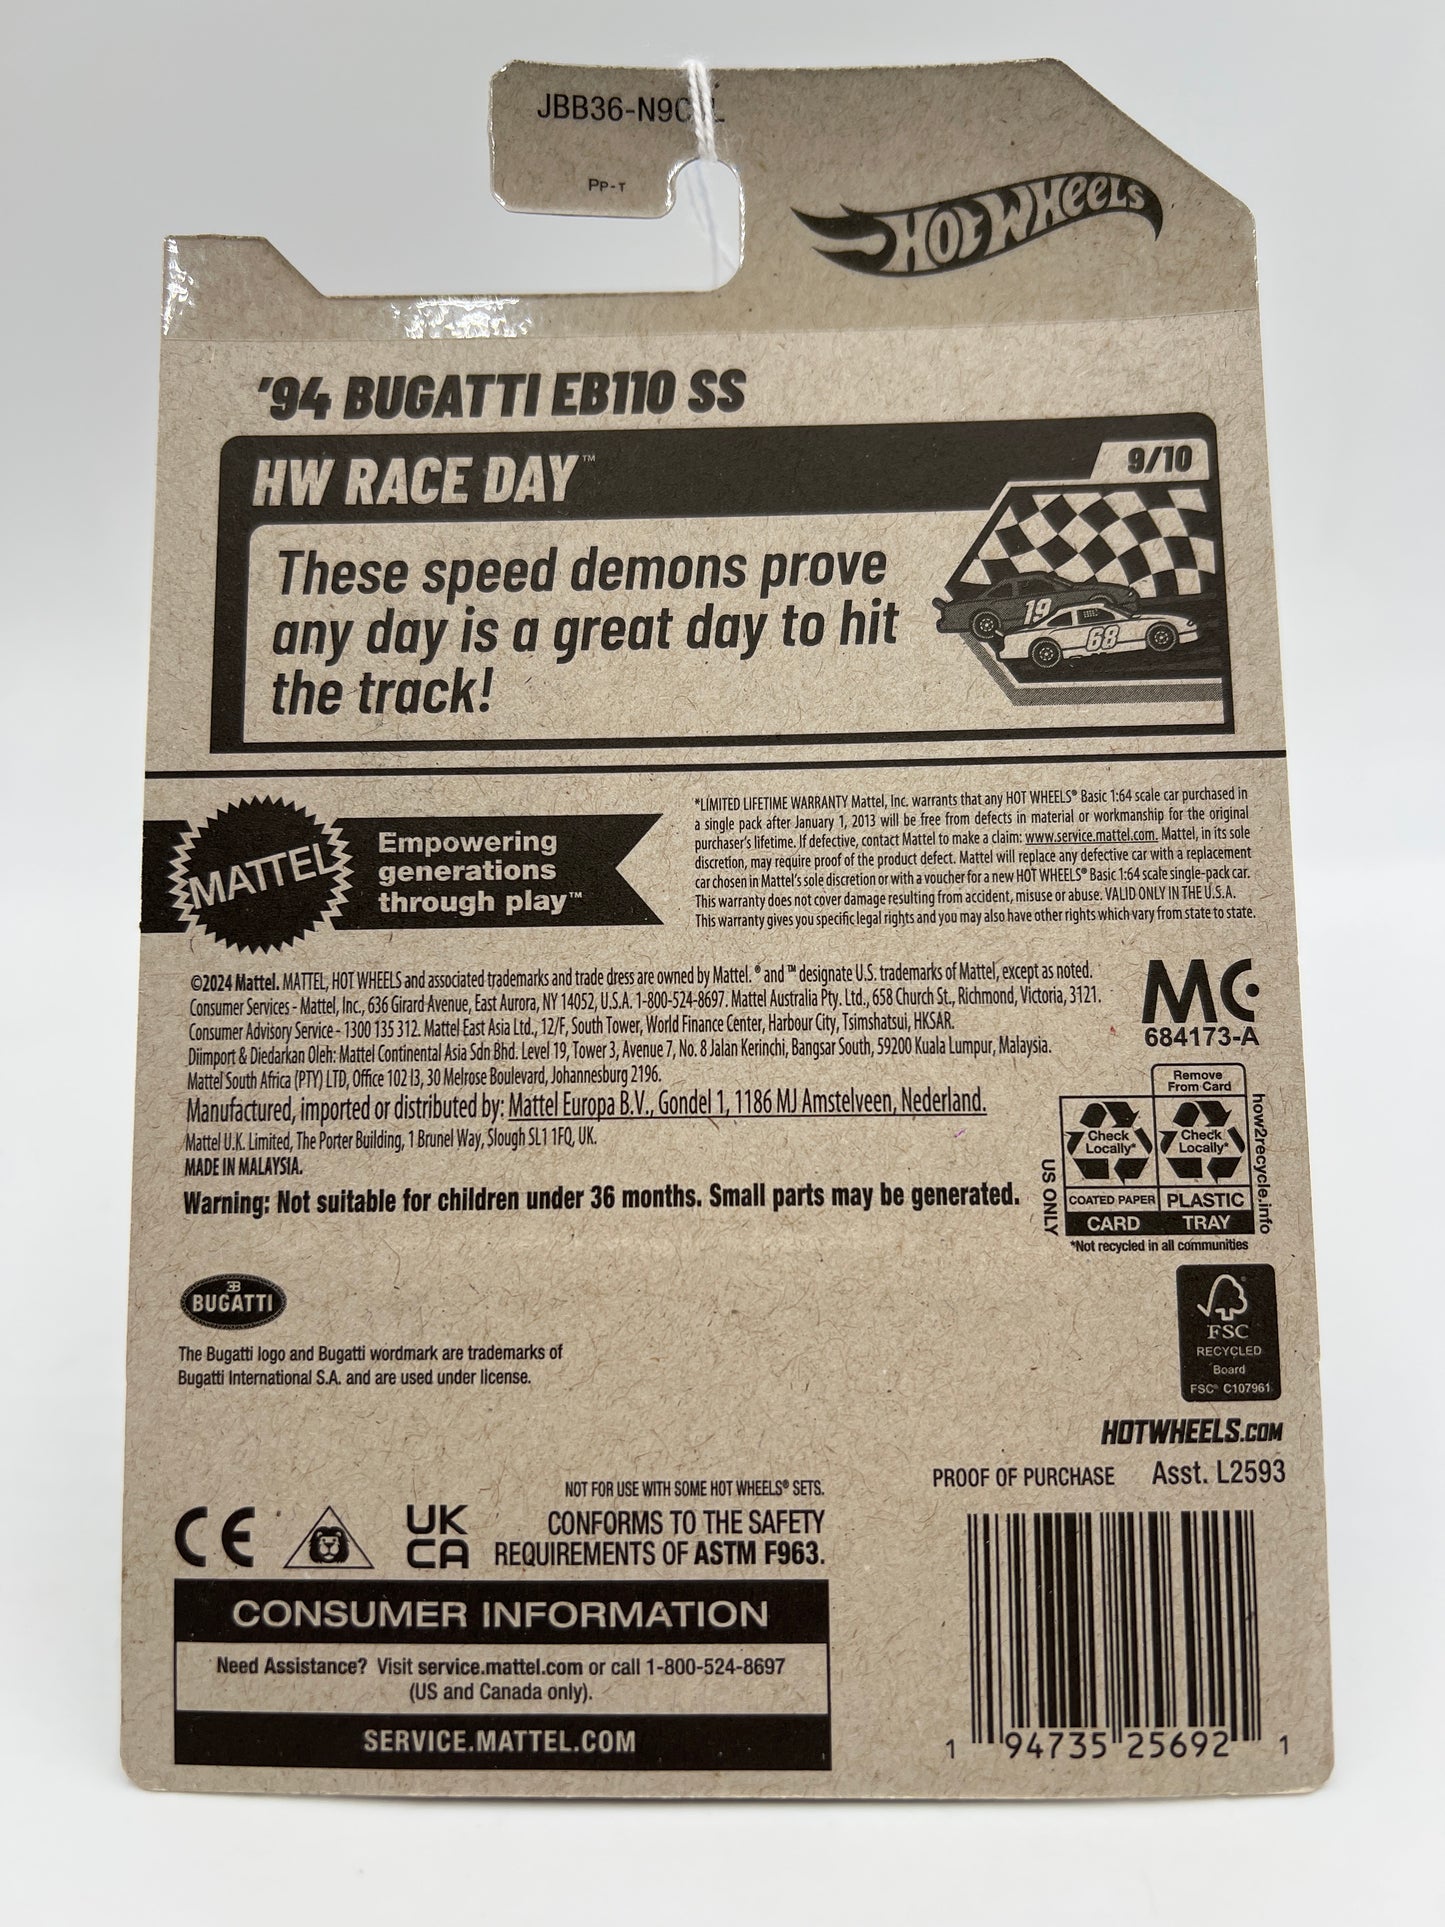 JBB36-N9C
PP-T
HOT WHEELS
'94 BUGATTI EB110 SS
HW RACE DAY™
9/10
These speed demons prove
any day is a great day to hit
the track!
19
68
MATTEL
Empowering
generations
through play™
*LIMITED LIFETIME WARRANTY Mattel, Inc. warrants that any HOT WHEELS® Basic 1:64 scale car purchased in
a single pack after January 1, 2013 will be free from defects in material or workmanship for the original
purchaser's lifetime. If defective, contact Mattel to make a claim: www.service.mattel.com. Mattel, in its sole
discretion, may require proof of the product defect. Mattel will replace any defective car with a replacement
car chosen in Mattel's sole discretion or with a voucher for a new HOT WHEELS® Basic 1:64 scale single-pack car.
This warranty does not cover damage resulting from accident, misuse or abuse. VALID ONLY IN THE U.S.A.
This warranty gives you specific legal rights and you may also have other rights which vary from state to state.
©2024 Mattel. MATTEL, HOT WHEELS and associated trademarks and trade dress are owned by Mattel. ® and ™ designate U.S. trademarks of Mattel, except as noted.
Consumer Services - Mattel, Inc., 636 Girard Avenue, East Aurora, NY 14052, U.S.A. 1-800-524-8697. Mattel Australia Pty. Ltd., 658 Church St., Richmond, Victoria, 3121.
Consumer Advisory Service - 1300 135 312. Mattel East Asia Ltd., 12/F, South Tower, World Finance Center, Harbour City, Tsimshatsui, HKSAR.
Diimport & Diedarkan Oleh: Mattel Continental Asia Sdn Bhd. Level 19, Tower 3, Avenue 7, No. 8 Jalan Kerinchi, Bangsar South, 59200 Kuala Lumpur, Malaysia.
Mattel South Africa (PTY) LTD, Office 102 I3, 30 Melrose Boulevard, Johannesburg 2196.
Manufactured, imported or distributed by: Mattel Europa B.V., Gondel 1, 1186 MJ Amstelveen, Nederland.
Mattel U.K. Limited, The Porter Building, 1 Brunel Way, Slough SL1 1FQ, UK.
MADE IN MALAYSIA.
Warning: Not suitable for children under 36 months. Small parts may be generated.
MC
684173-A
Remove
From Card
Check
Locally*
Check
Locally*
COATED PAPER
PLASTIC
CARD
TRAY
US ONLY
how2recycle.info
*Not recycled in all communities
EB
BUGATTI
The Bugatti logo and Bugatti wordmark are trademarks of
Bugatti International S.A. and are used under license.
FSC
RECYCLED
Board
FSC® C107961
HOTWHEELS.COM
PROOF OF PURCHASE Asst. L2593
NOT FOR USE WITH SOME HOT WHEELS® SETS.
CE
UK
CA
CONFORMS TO THE SAFETY
REQUIREMENTS OF ASTM F963.
CONSUMER INFORMATION
Need Assistance? Visit service.mattel.com or call 1-800-524-8697
(US and Canada only).
SERVICE.MATTEL.COM
1 94735 25692 1